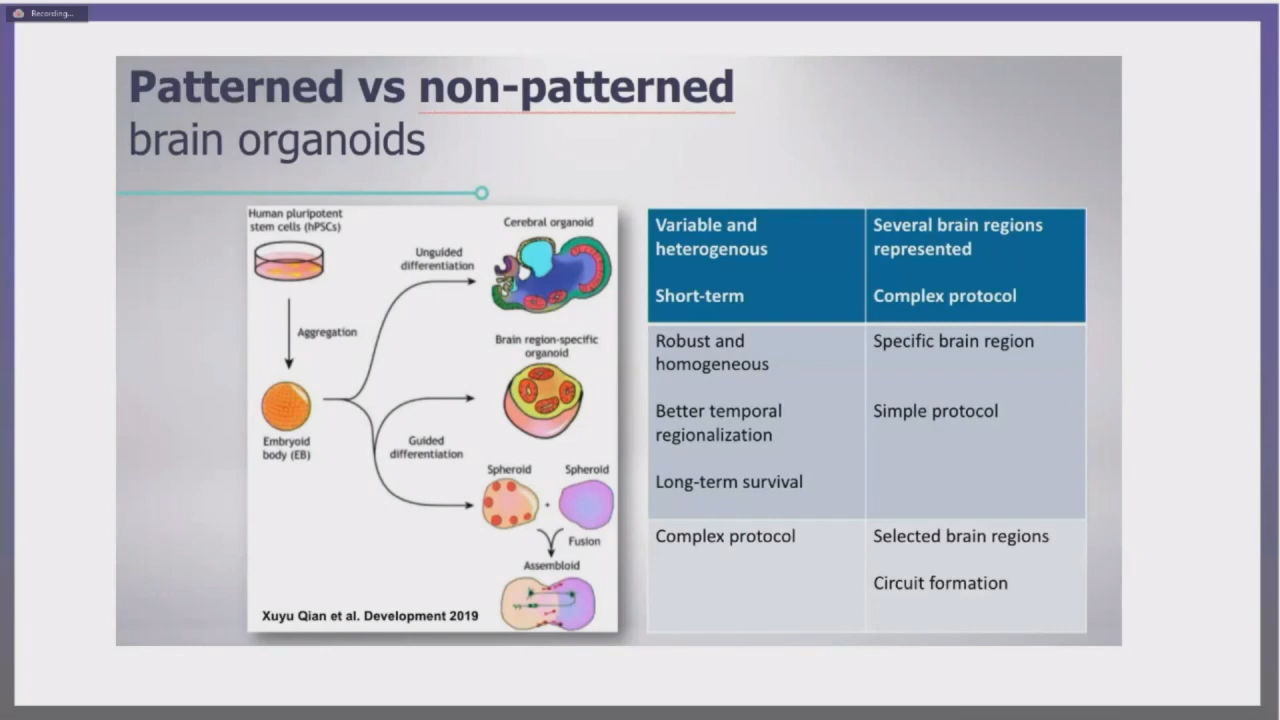 Recording...
Patterned vs non-patterned
brain organoids
Human pluripotent
stem cells (hPSCs)
Aggregation
Embryoid
body (EB)
Unguided
differentiation
Guided
differentiation
Cerebral organoid
Brain region-specific
organoid
Spheroid
Spheroid
+
Fusion
Assembloid
Xuyu Qian et al. Development 2019
Variable and
heterogenous
Short-term
Several brain regions
represented
Complex protocol
Robust and
homogeneous
Better temporal
regionalization
Long-term survival
Specific brain region
Simple protocol
Complex protocol
Selected brain regions
Circuit formation